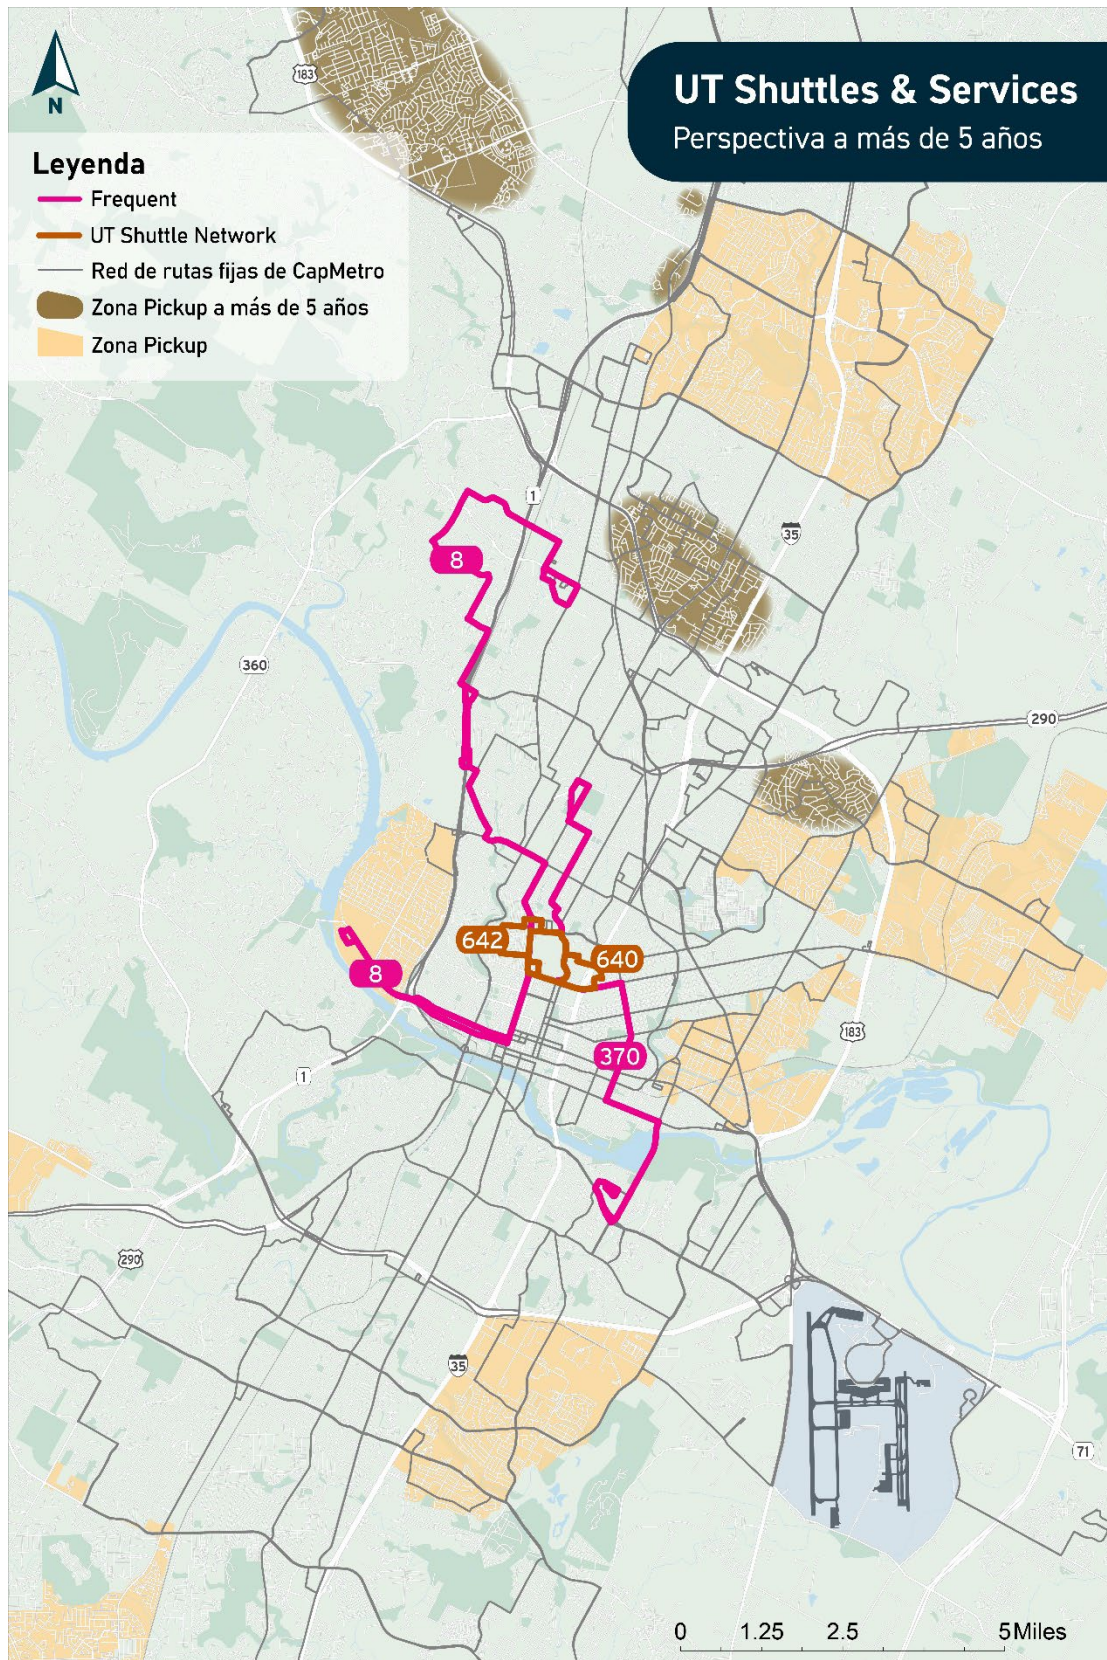 UT Shuttles & Services
Perspectiva a más de 5 años
N
Leyenda
Frequent
UT Shuttle Network
Red de rutas fijas de CapMetro
Zona Pickup a más de 5 años
Zona Pickup
183
1
35
8
360
290
642
640
8
370
183
1
290
35
71
0 1.25 2.5 5 Miles